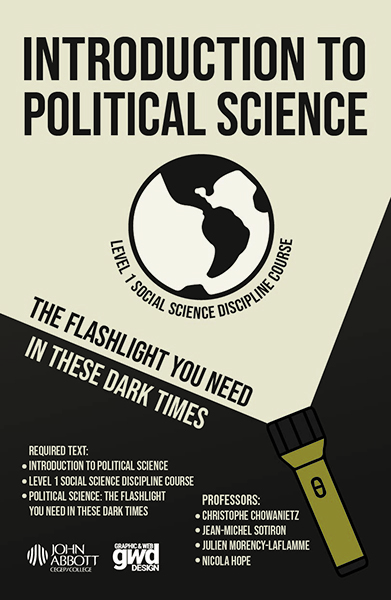 INTRODUCTION TO
POLITICAL SCIENCE
LEVEL 1 SOCIAL SCIENCE DISCIPLINE COURSE
THE FLASHLIGHT YOU NEED
IN THESE DARK TIMES
REQUIRED TEXT:
• INTRODUCTION TO POLITICAL SCIENCE
• LEVEL 1 SOCIAL SCIENCE DISCIPLINE COURSE
• POLITICAL SCIENCE: THE FLASHLIGHT
YOU NEED IN THESE DARK TIMES
PROFESSORS:
• CHRISTOPHE CHOWANIETZ
• JEAN-MICHEL SOTIRON
• JULIEN MORENCY-LAFLAMME
• NICOLA HOPE
JOHN
ABBOTT
CEGEP/COLLEGE
GRAPHIC & WEB
gwd
DESIGN